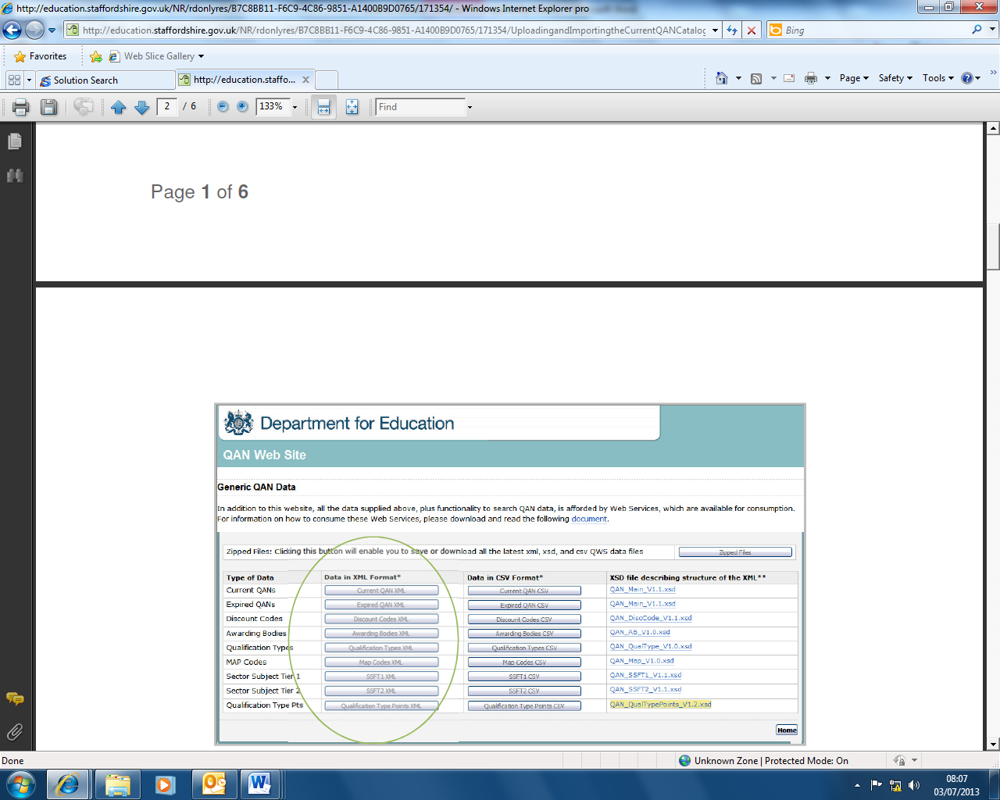 http://education.staffordshire.gov.uk/NR/rdonlyres/B7C8BB11-F6C9-4C86-9851-A1400B9D0765/171354/ - Windows Internet Explorer pro
http://education.staffordshire.gov.uk/NR/rdonlyres/B7C8BB11-F6C9-4C86-9851-A1400B9D0765/171354/UploadingandImportingtheCurrentQANCatalog
Bing
Favorites
Web Slice Gallery
Solution Search
http://education.staffo...
Page
Safety
Tools
2 / 6
133%
Find
Page 1 of 6
Department for Education
QAN Web Site
Generic QAN Data
In addition to this website, all the data supplied above, plus functionality to search QAN data, is afforded by Web Services, which are available for consumption.
For information on how to consume these Web Services, please download and read the following document.
Zipped Files: Clicking this button will enable you to save or download all the latest xml, xsd, and csv QWS data files Zipped Files
Type of Data Data in XML Format* Data in CSV Format* XSD file describing structure of the XML**
Current QANs Current QAN XML Current QAN CSV QAN_Main_V1.1.xsd
Expired QANs Expired QAN XML Expired QAN CSV QAN_Main_V1.1.xsd
Discount Codes Discount Codes XML Discount Codes CSV QAN_DiscCode_V1.1.xsd
Awarding Bodies Awarding Bodies XML Awarding Bodies CSV QAN_AB_V1.0.xsd
Qualification Types Qualification Types XML Qualification Types CSV QAN_QualType_V1.0.xsd
MAP Codes Map Codes XML Map Codes CSV QAN_Map_V1.0.xsd
Sector Subject Tier 1 SSFT1 XML SSFT1 CSV QAN_SSFT1_V1.1.xsd
Sector Subject Tier 2 SSFT2 XML SSFT2 CSV QAN_SSFT2_V1.1.xsd
Qualification Type Pts Qualification Type Points XML Qualification Type Points CSV QAN_QualTypePoints_V1.2.xsd
Home
Done
Unknown Zone | Protected Mode: On
08:07
03/07/2013